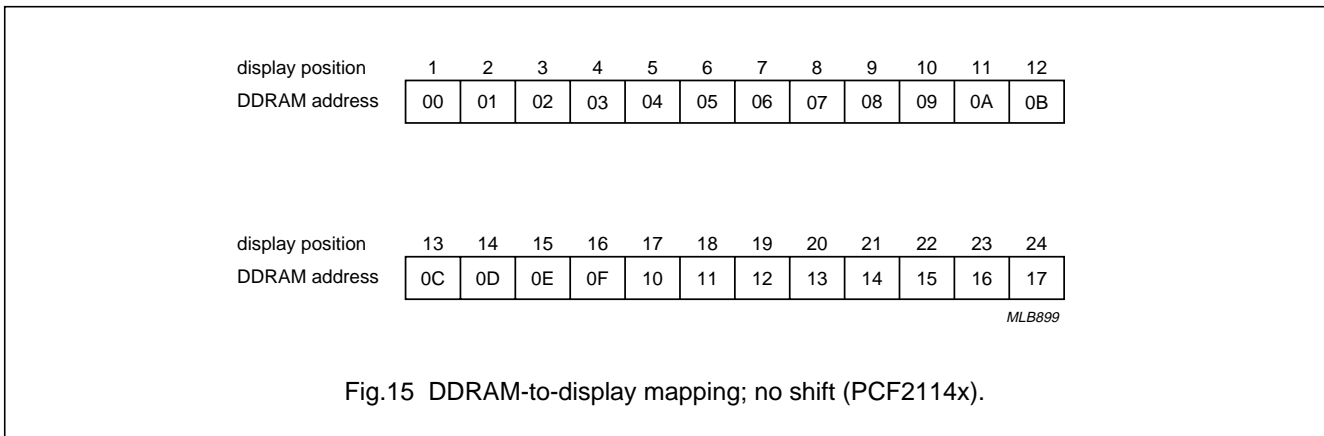 display position 1 2 3 4 5 6 7 8 9 10 11 12
DDRAM address 00 01 02 03 04 05 06 07 08 09 0A 0B
display position 13 14 15 16 17 18 19 20 21 22 23 24
DDRAM address 0C 0D 0E 0F 10 11 12 13 14 15 16 17
MLB899
Fig.15 DDRAM-to-display mapping; no shift (PCF2114x).